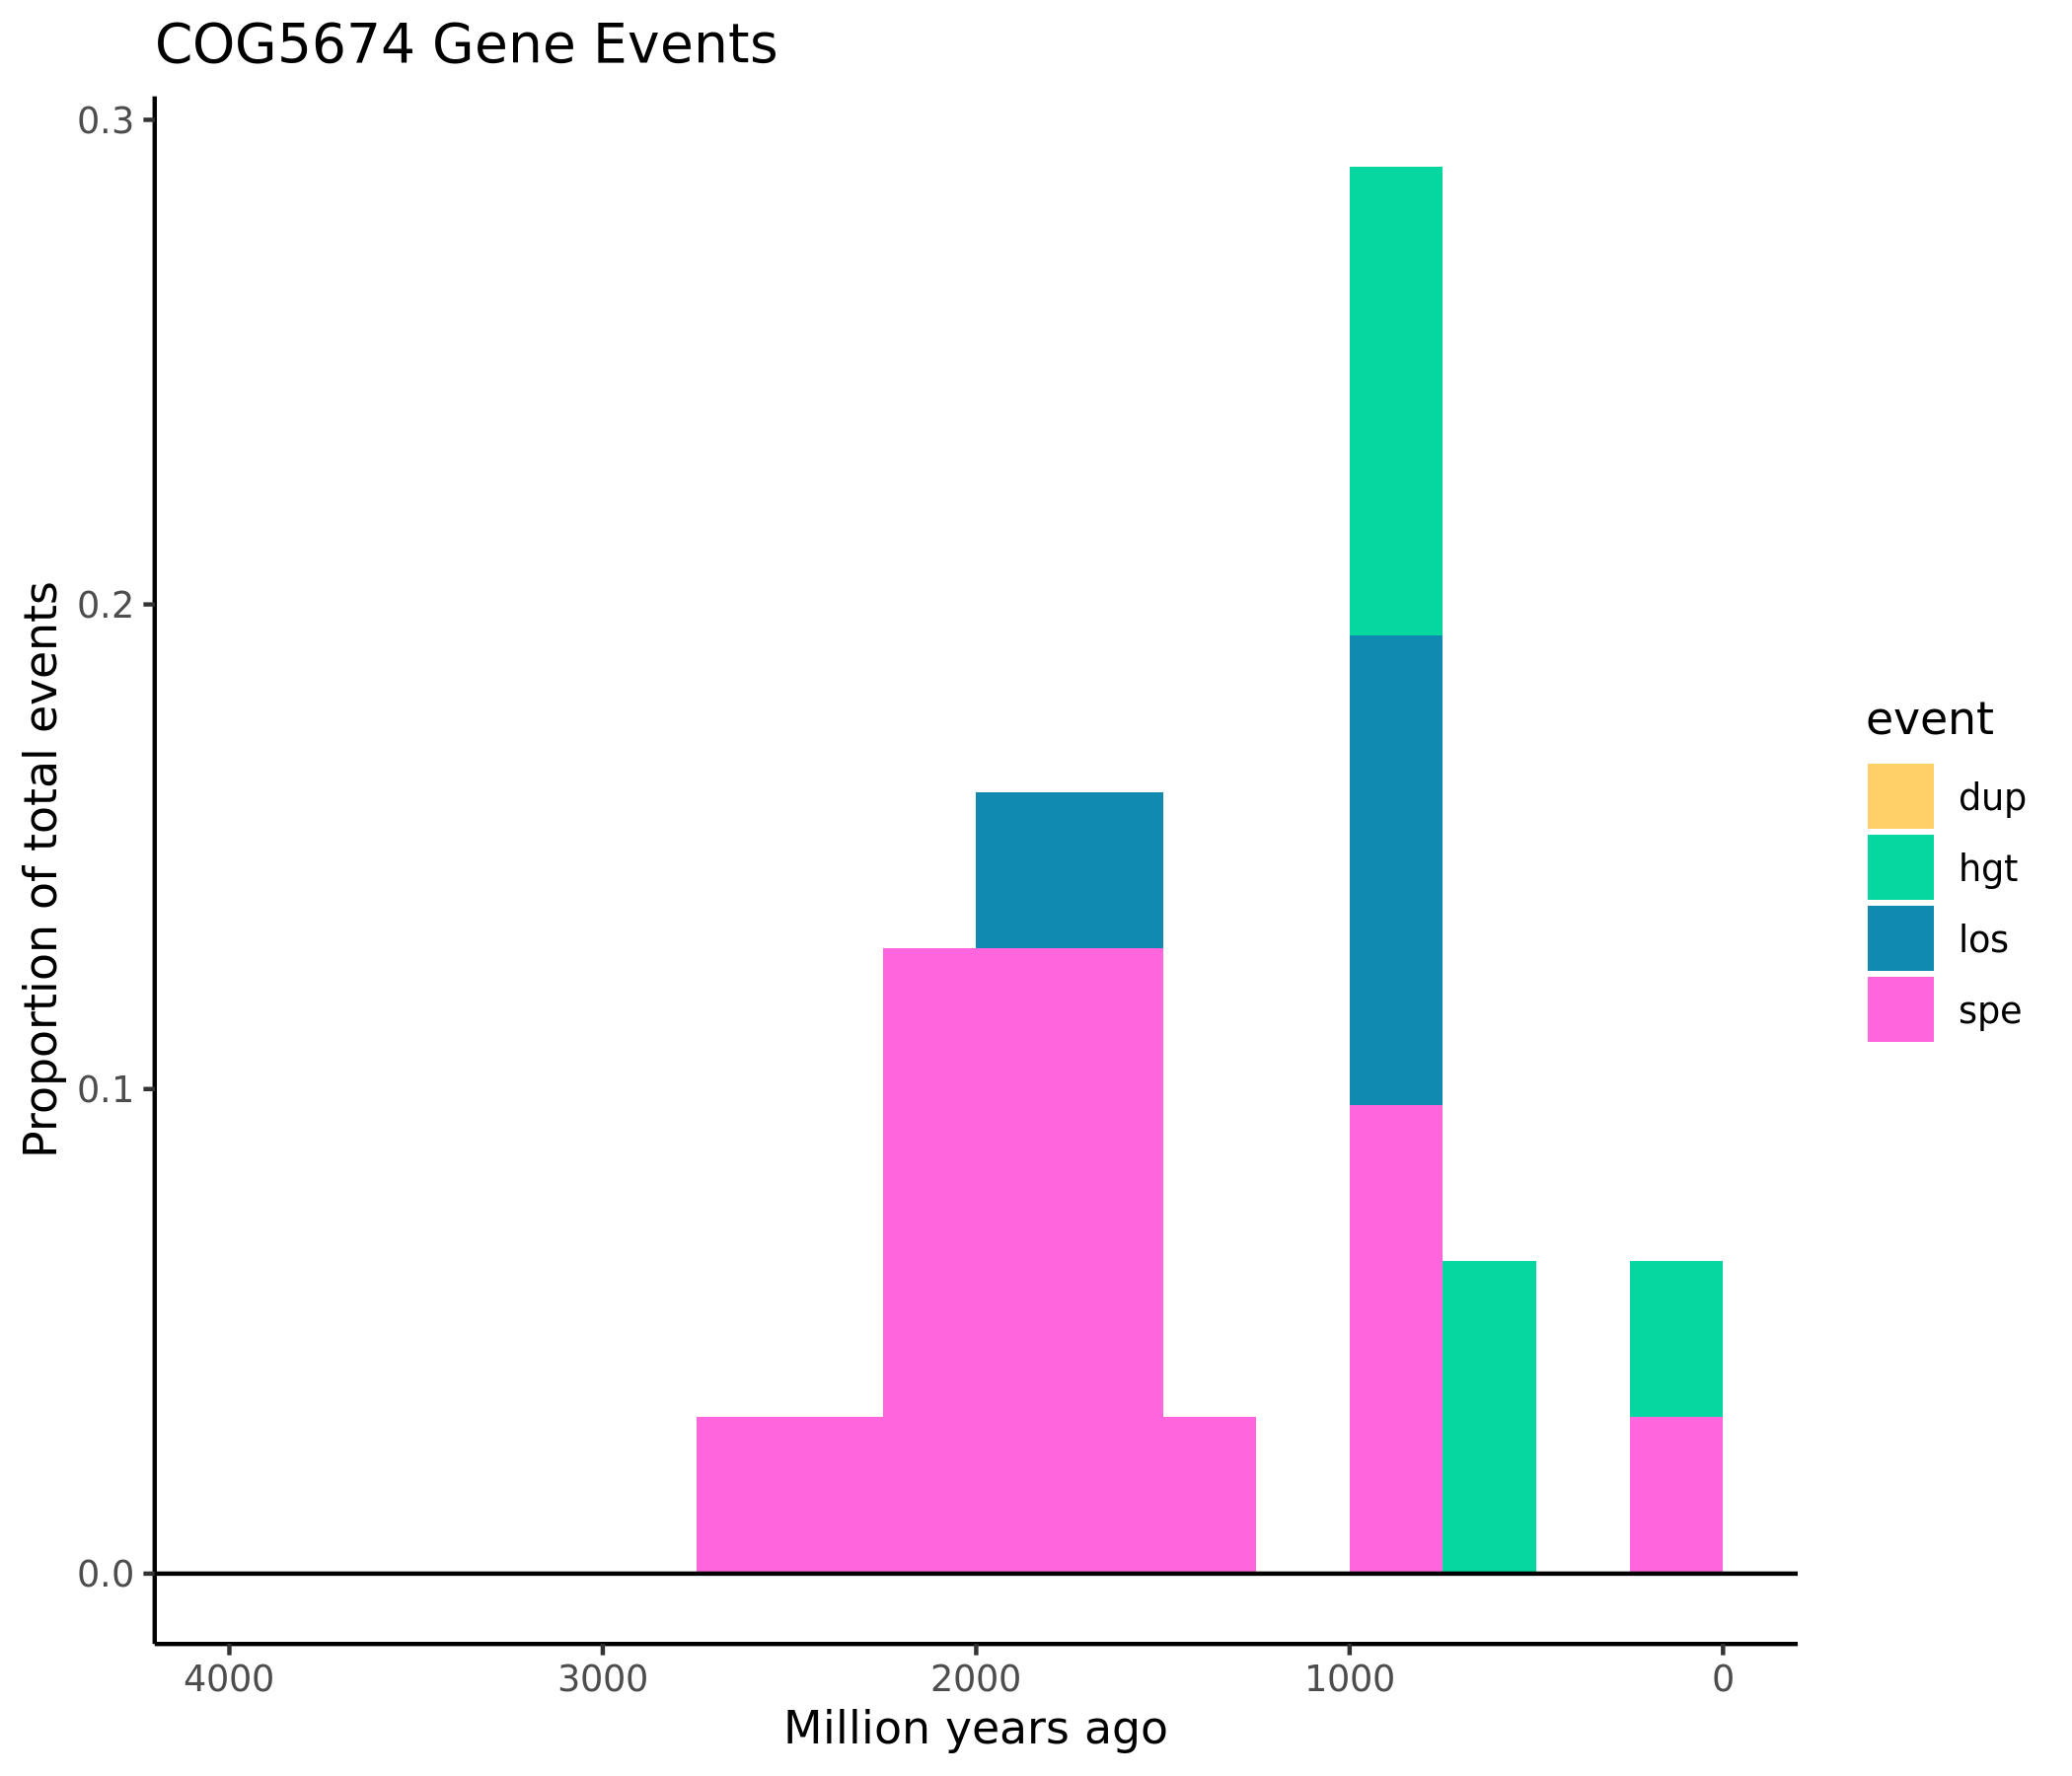 COG5674 Gene Events
0.3
0.2
0.1
0.0
Proportion of total events
4000 3000 2000 1000 0
Million years ago
event
dup
hgt
los
spe